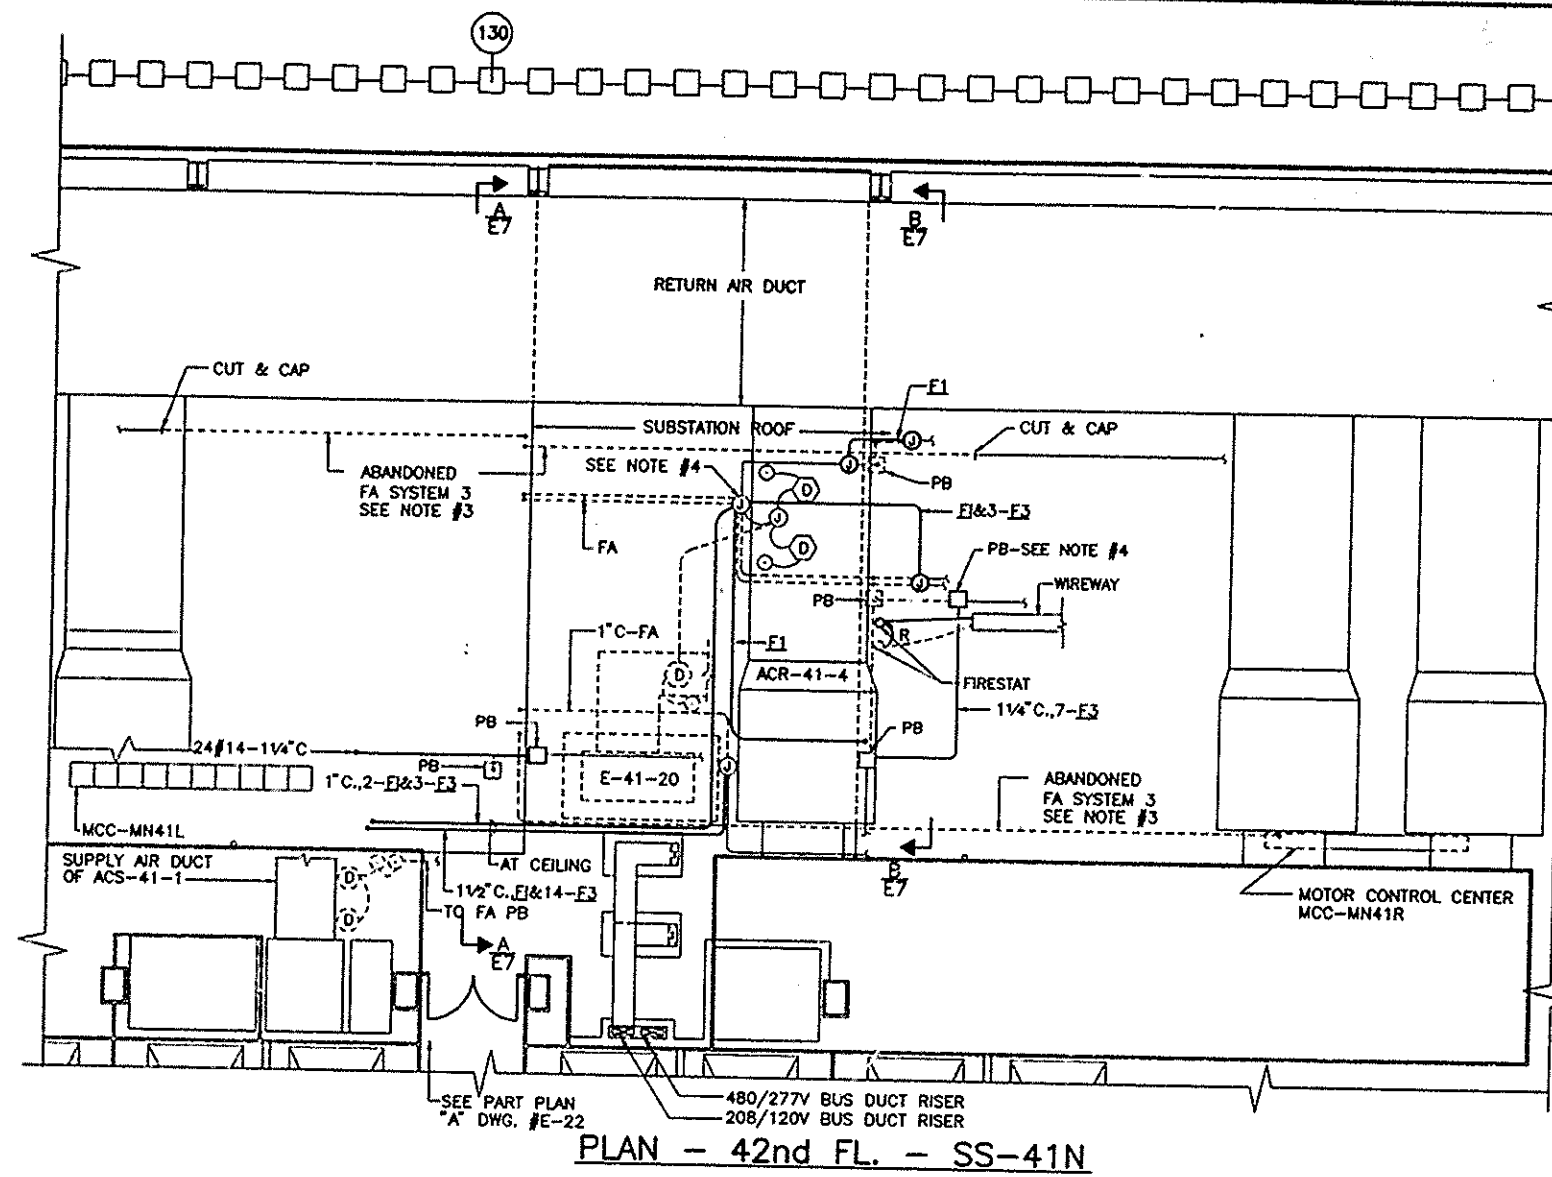 130
A
E7
B
E7
RETURN AIR DUCT
CUT & CAP
F1
SUBSTATION ROOF
CUT & CAP
ABANDONED
FA SYSTEM 3
SEE NOTE #3
SEE NOTE #4
J
J
PB
D
J
J
F1&3-F3
FA
D
PB-SEE NOTE #4
J
PB
WIREWAY
1"C-FA
F1
R
D
ACR-41-4
FIRESTAT
1¼"C.,7-F3
PB
PB
24#14-1¼"C
PB
J
E-41-20
1"C.,2-F1&3-F3
ABANDONED
FA SYSTEM 3
SEE NOTE #3
MCC-MN41L
SUPPLY AIR DUCT
OF ACS-41-1
AT CEILING
D
B
E7
1½"C.,F1&14-F3
TO FA PB
MOTOR CONTROL CENTER
MCC-MN41R
D
A
E7
SEE PART PLAN
"A" DWG. #E-22
480/277V BUS DUCT RISER
208/120V BUS DUCT RISER
PLAN - 42nd FL. - SS-41N